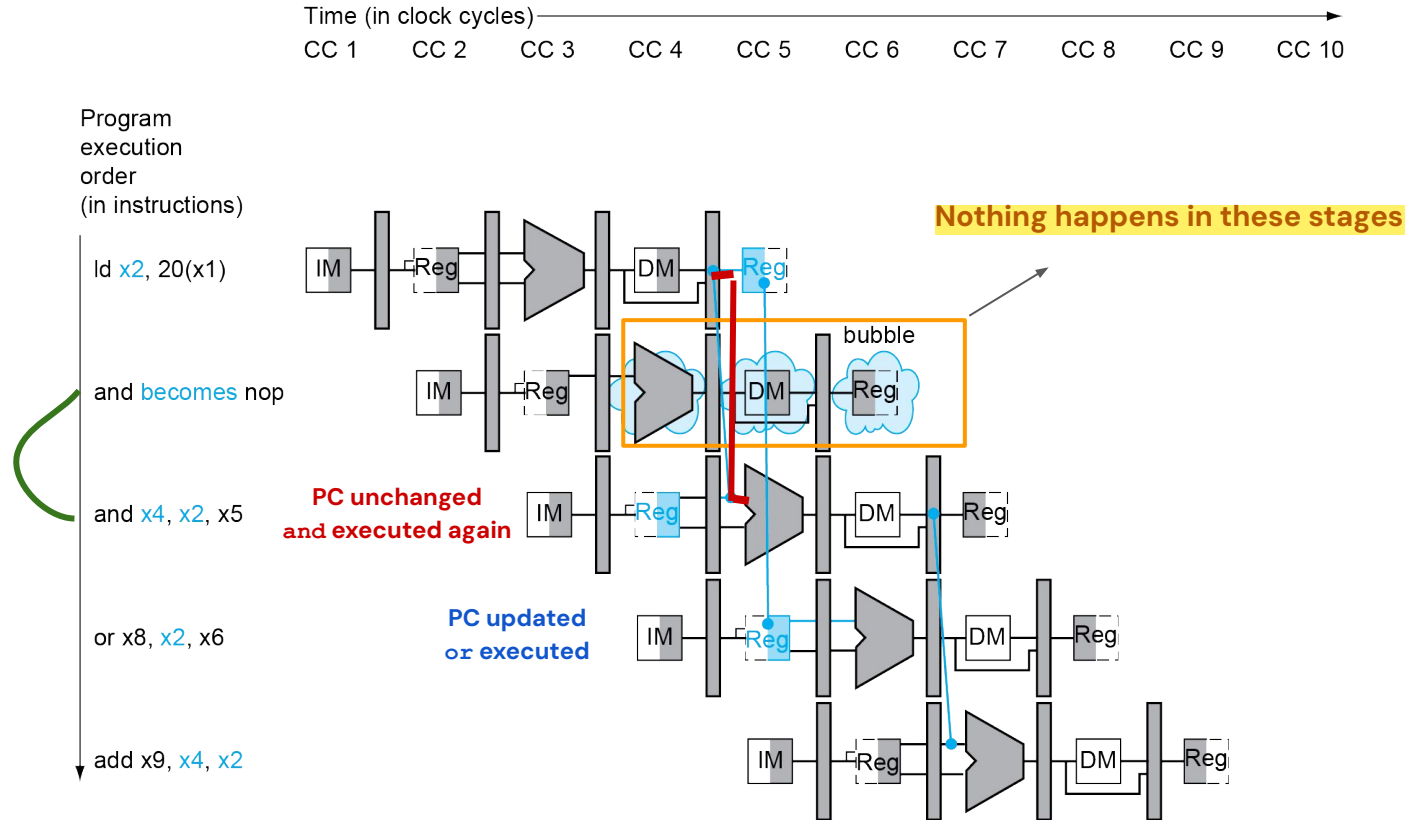 Time (in clock cycles)
CC 1 CC 2 CC 3 CC 4 CC 5 CC 6 CC 7 CC 8 CC 9 CC 10
Program
execution
order
(in instructions)
Nothing happens in these stages
ld x2, 20(x1)
IM Reg DM Reg
bubble
and becomes nop
IM Reg DM Reg
PC unchanged
and executed again
and x4, x2, x5
IM Reg DM Reg
PC updated
or executed
or x8, x2, x6
IM Reg DM Reg
add x9, x4, x2
IM Reg DM Reg